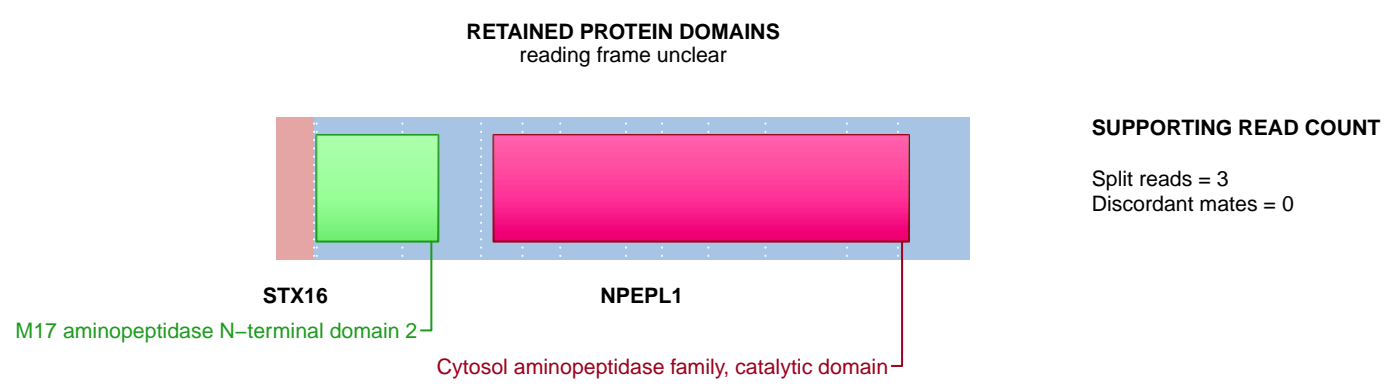 RETAINED PROTEIN DOMAINS
reading frame unclear
SUPPORTING READ COUNT
Split reads = 3
Discordant mates = 0
STX16
NPEPL1
M17 aminopeptidase N−terminal domain 2
Cytosol aminopeptidase family, catalytic domain